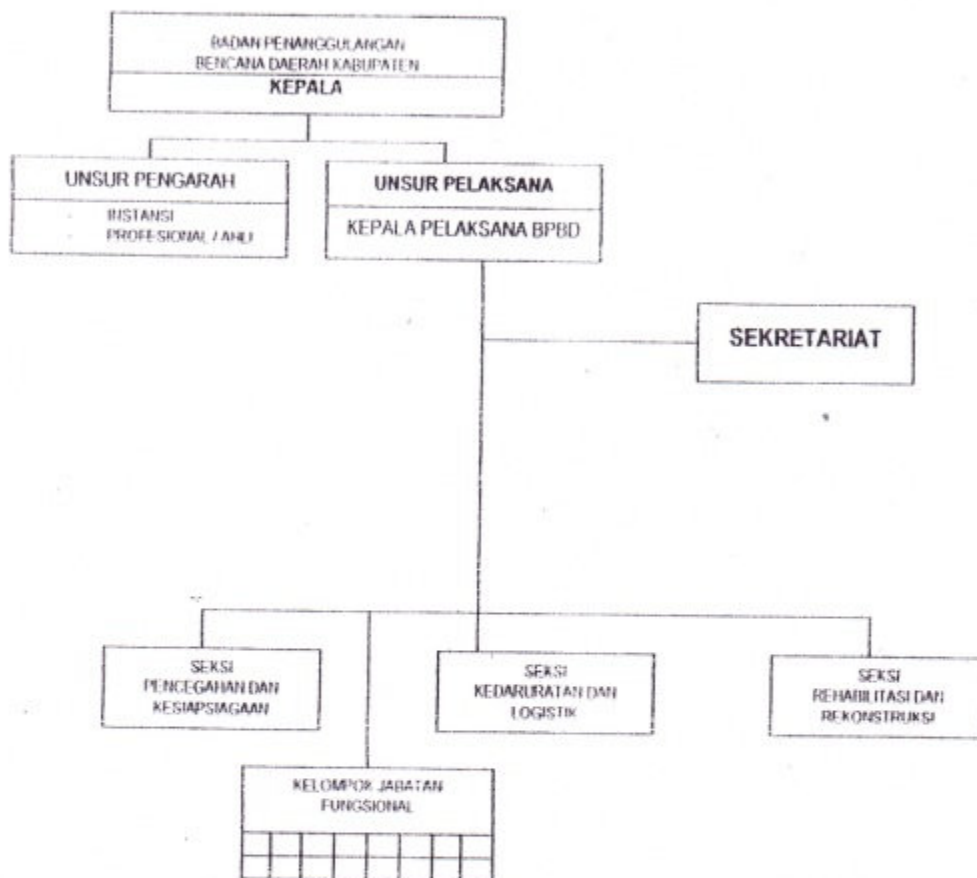 BADAN PENANGGULANGAN
BENCANA DAERAH KABUPATEN
KEPALA
UNSUR PENGARAH
INSTANSI
PROFESIONAL / AHLI
UNSUR PELAKSANA
KEPALA PELAKSANA BPBD
SEKRETARIAT
SEKSI
PENCEGAHAN DAN
KESIAPSIAGAAN
SEKSI
KEDARURATAN DAN
LOGISTIK
SEKSI
REHABILITASI DAN
REKONSTRUKSI
KELOMPOK JABATAN
FUNGSIONAL